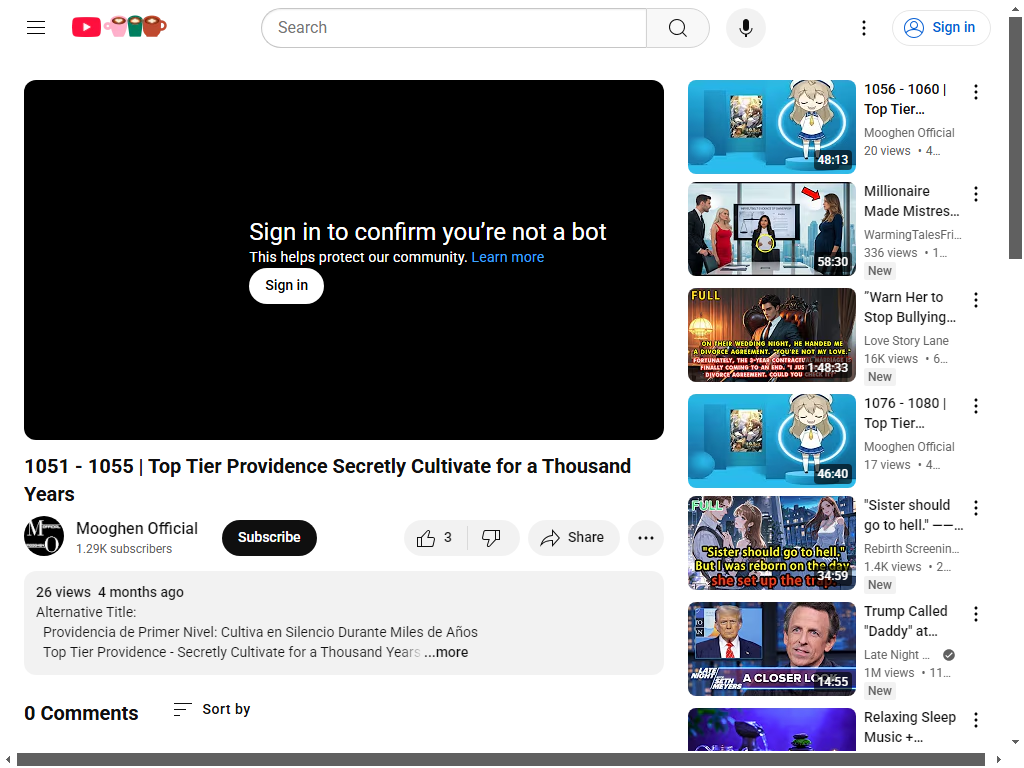 Search
Sign in
Sign in to confirm you're not a bot
This helps protect our community. Learn more
Sign in
1051 - 1055 | Top Tier Providence Secretly Cultivate for a Thousand
Years
Mooghen Official
1.29K subscribers
Subscribe
3
Share
26 views 4 months ago
Alternative Title:
Providencia de Primer Nivel: Cultiva en Silencio Durante Miles de Años
Top Tier Providence - Secretly Cultivate for a Thousand Years ...more
0 Comments
Sort by
48:13
1056 - 1060 |
Top Tier...
Mooghen Official
20 views • 4...
58:30
Millionaire
Made Mistres...
WarmingTalesFri...
336 views • 1...
New
FULL
ON THEIR WEDDING NIGHT, HE HANDED ME
A DIVORCE AGREEMENT. "YOU'RE NOT MY LOVE."
FORTUNATELY, THE 3-YEAR CONTRACTUAL MARRIAGE IS
FINALLY COMING TO AN END. "I JUS
DIVORCE AGREEMENT. COULD YOU
1:48:33
"Warn Her to
Stop Bullying...
Love Story Lane
16K views • 6...
New
46:40
1076 - 1080 |
Top Tier...
Mooghen Official
17 views • 4...
FULL
"Sister should go to hell."
But I was reborn on the day
she set up the trap.
34:59
"Sister should
go to hell." ——...
Rebirth Screenin...
1.4K views • 2...
New
LATE NIGHT
SETH MEYERS
A CLOSER LOOK
14:55
Trump Called
"Daddy" at...
Late Night ...
1M views • 11...
New
Relaxing Sleep
Music +...